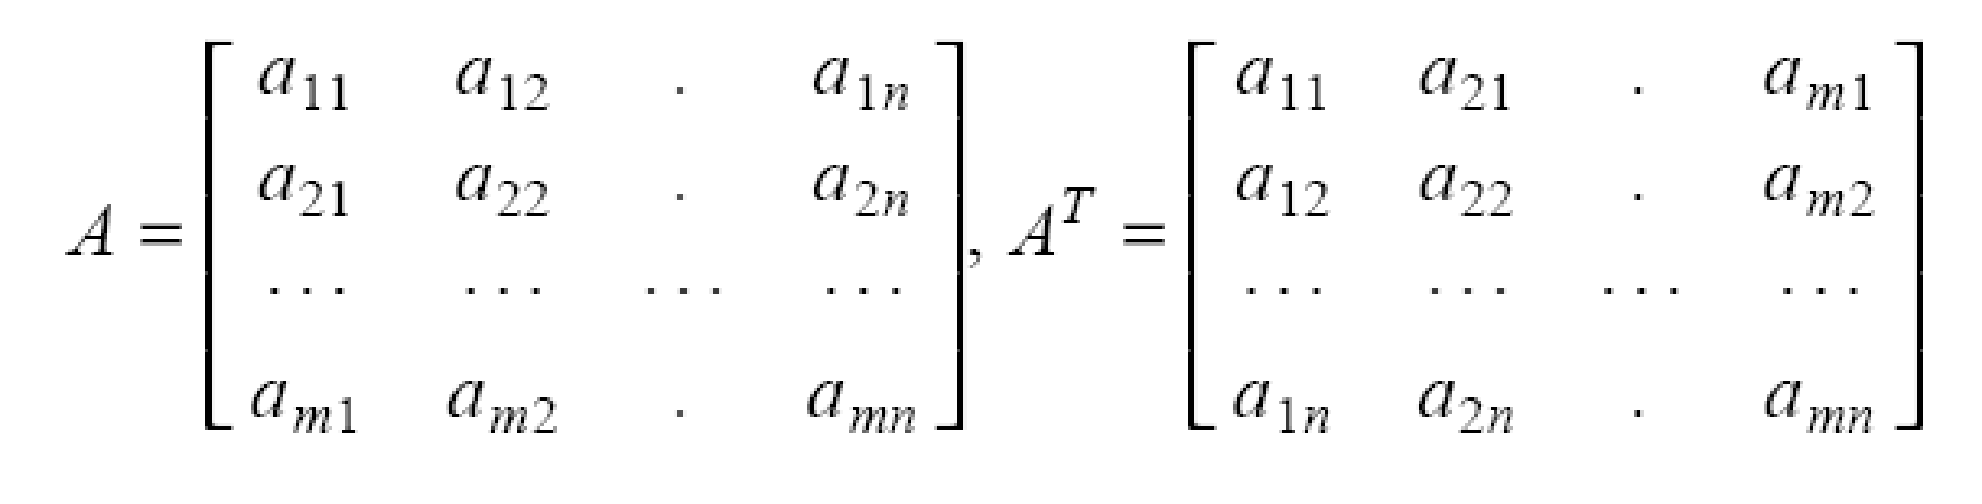 a11 a12 . a1n a11 a21 . am1
a21 a22 . a2n a12 a22 . am2
A = , A^T =
... ... ... ... ... ... ... ...
am1 am2 . amn a1n a2n . amn